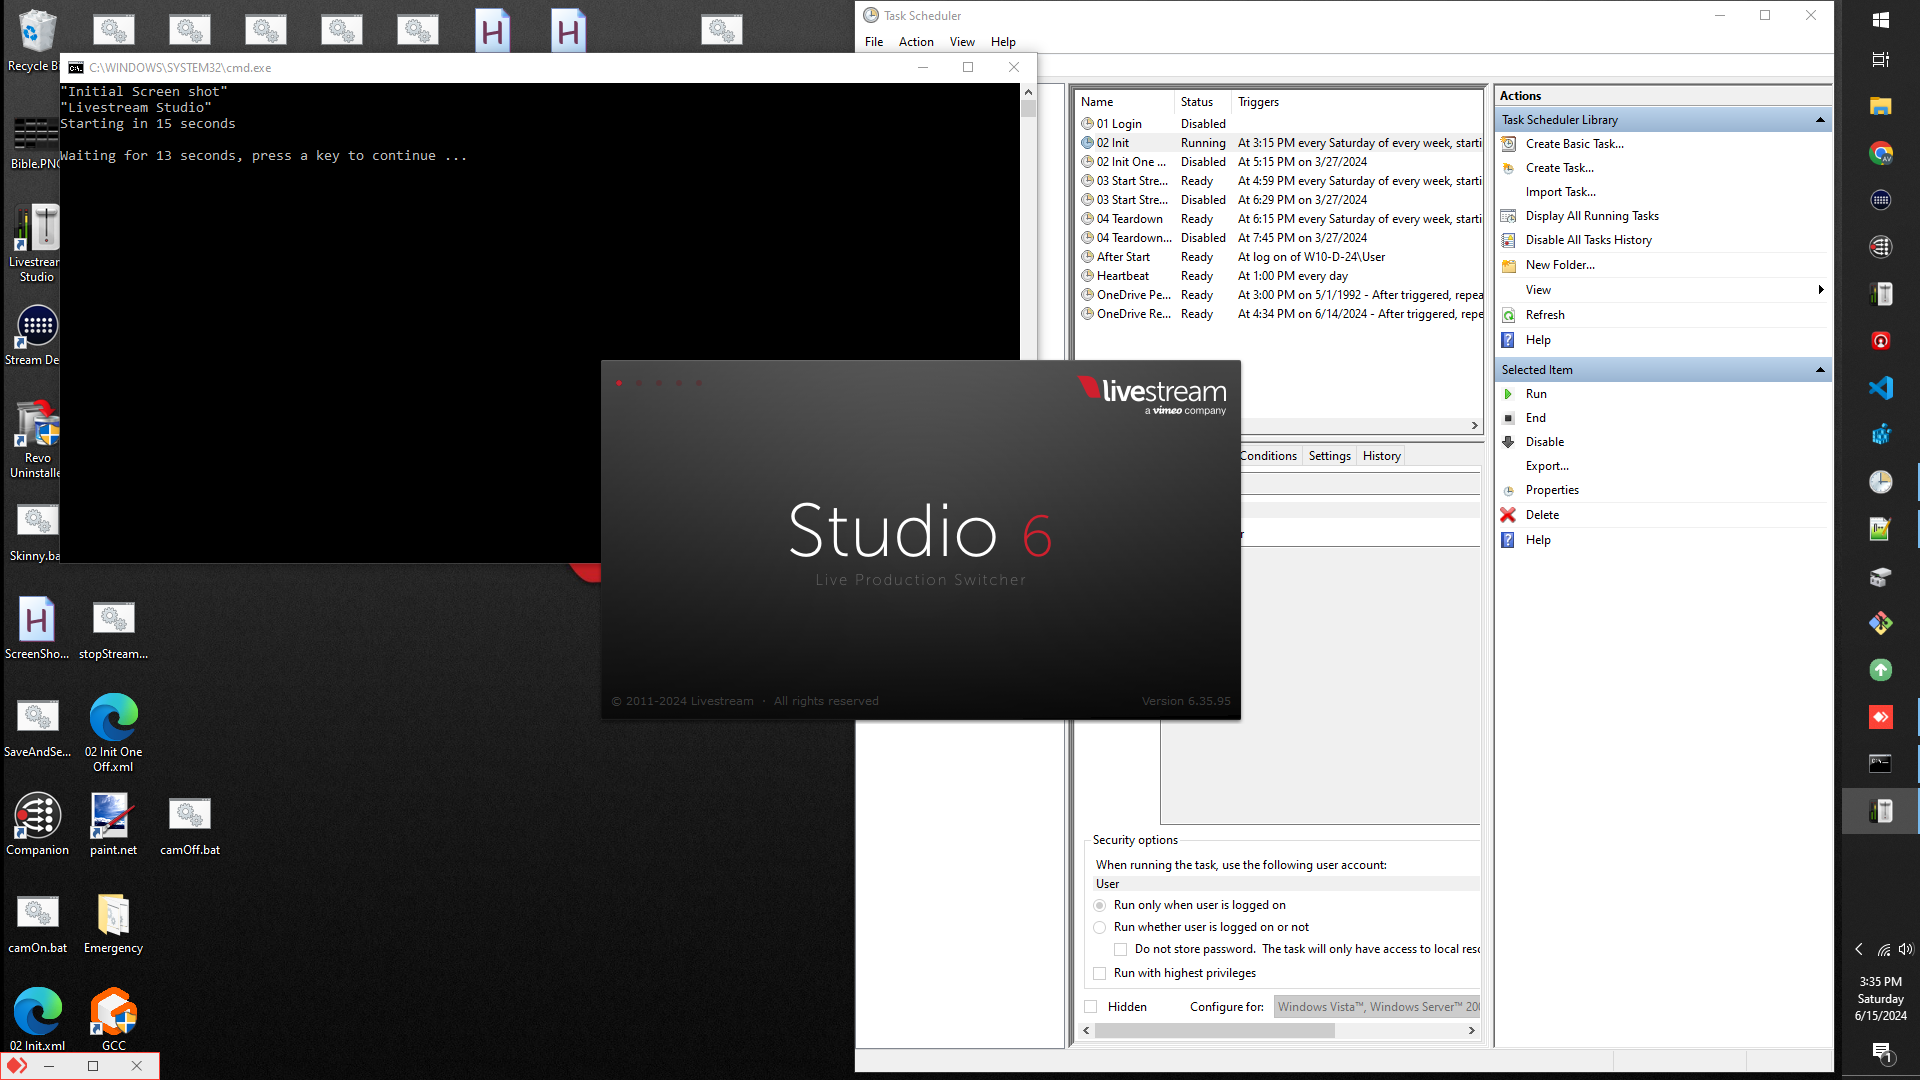 Recycle Bi
C:\WINDOWS\SYSTEM32\cmd.exe
"Initial Screen shot"
"Livestream Studio"
Starting in 15 seconds
Waiting for 13 seconds, press a key to continue ...
Bible.PNG
Livestream
Studio
Stream De
Revo
Uninstalle
Skinny.ba
ScreenSho...
stopStream...
SaveAndSe...
02 Init One
Off.xml
Companion
paint.net
camOff.bat
camOn.bat
Emergency
02 Init.xml
GCC
livestream
a vimeo company
Studio 6
Live Production Switcher
© 2011-2024 Livestream · All rights reserved
Version 6.35.95
Task Scheduler
File Action View Help
Name Status Triggers
01 Login Disabled
02 Init Running At 3:15 PM every Saturday of every week, starti
02 Init One ... Disabled At 5:15 PM on 3/27/2024
03 Start Stre... Ready At 4:59 PM every Saturday of every week, starti
03 Start Stre... Disabled At 6:29 PM on 3/27/2024
04 Teardown Ready At 6:15 PM every Saturday of every week, starti
04 Teardown... Disabled At 7:45 PM on 3/27/2024
After Start Ready At log on of W10-D-24\User
Heartbeat Ready At 1:00 PM every day
OneDrive Pe... Ready At 3:00 PM on 5/1/1992 - After triggered, repea
OneDrive Re... Ready At 4:34 PM on 6/14/2024 - After triggered, repe
Conditions Settings History
r
Security options
When running the task, use the following user account:
User
Run only when user is logged on
Run whether user is logged on or not
Do not store password. The task will only have access to local resc
Run with highest privileges
Hidden Configure for: Windows Vista™, Windows Server™ 200
Actions
Task Scheduler Library
Create Basic Task...
Create Task...
Import Task...
Display All Running Tasks
Disable All Tasks History
New Folder...
View
Refresh
Help
Selected Item
Run
End
Disable
Export...
Properties
Delete
Help
3:35 PM
Saturday
6/15/2024
1